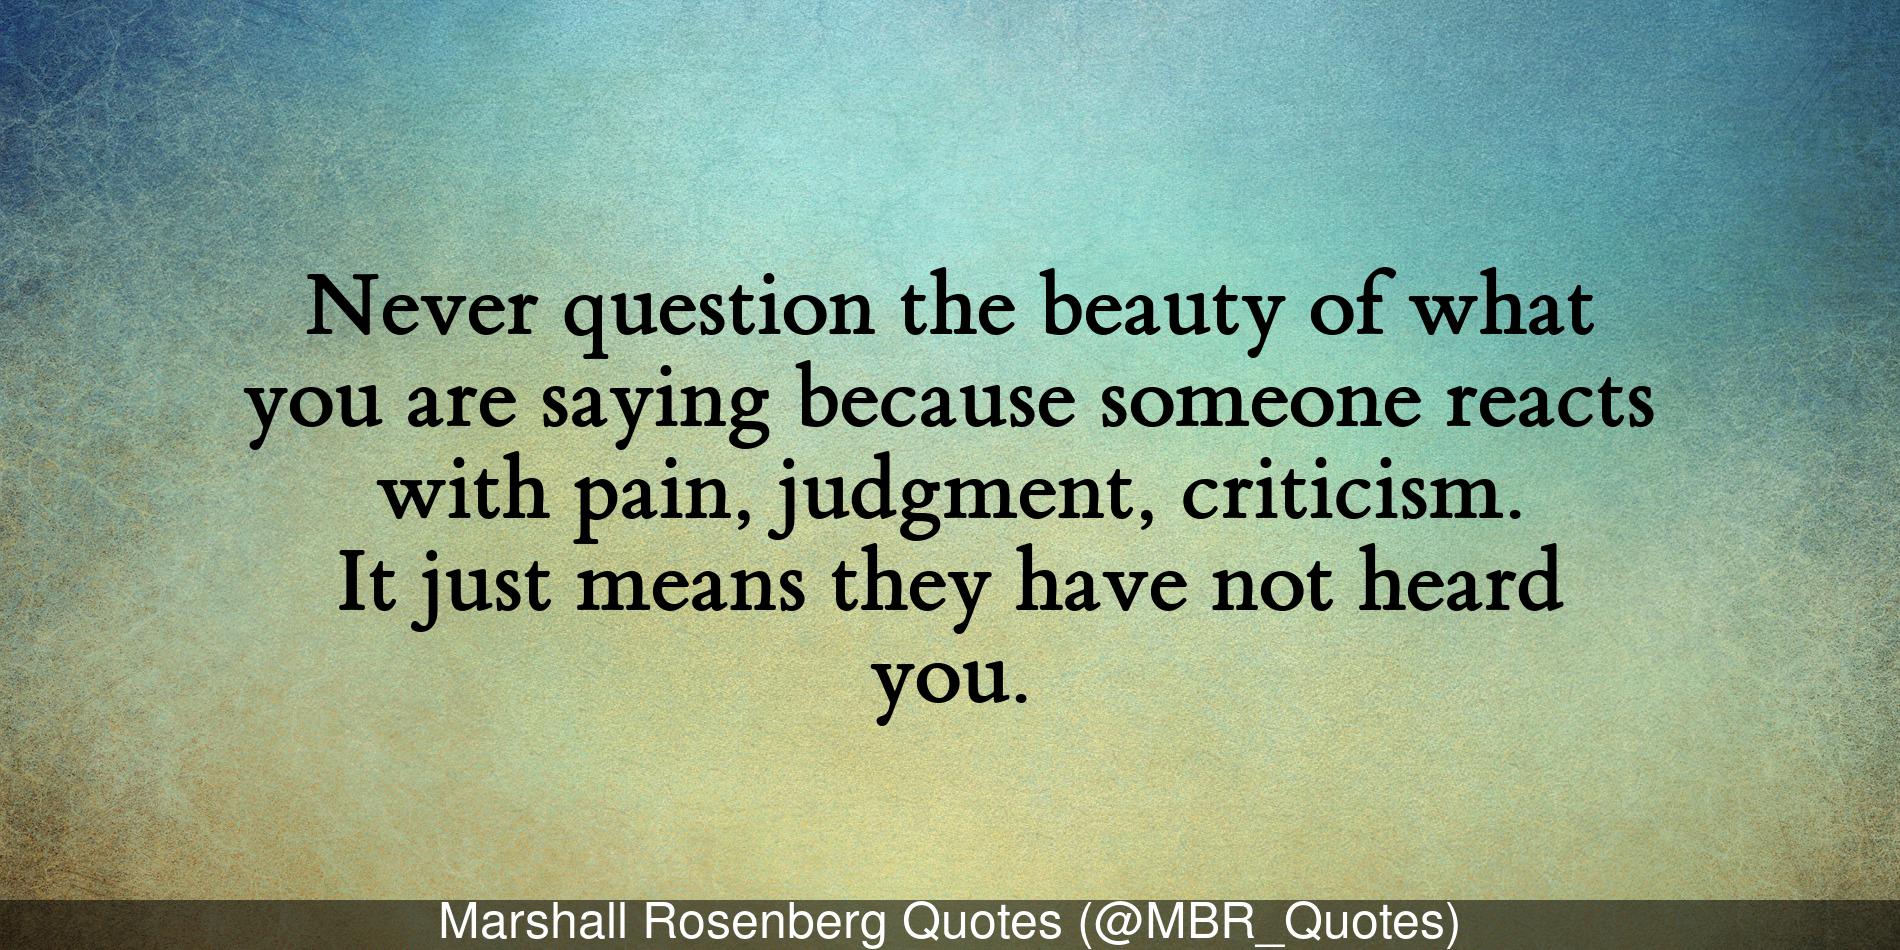 Never question the beauty of what
you are saying because someone reacts
with pain, judgment, criticism.
It just means they have not heard
you.
Marshall Rosenberg Quotes (@MBR_Quotes)